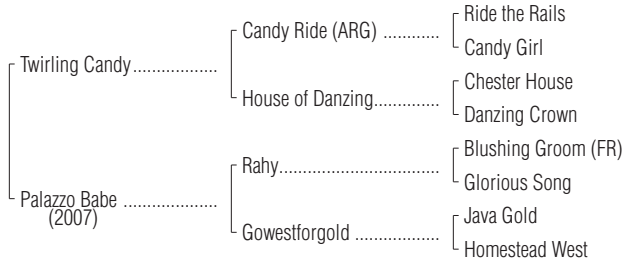 Ride the Rails
Candy Ride (ARG) ............
Candy Girl
Twirling Candy..................
Chester House
House of Danzing..............
Danzing Crown
Blushing Groom (FR)
Rahy.............................
Glorious Song
Palazzo Babe ..................
(2007)
Java Gold
Gowestforgold ..................
Homestead West